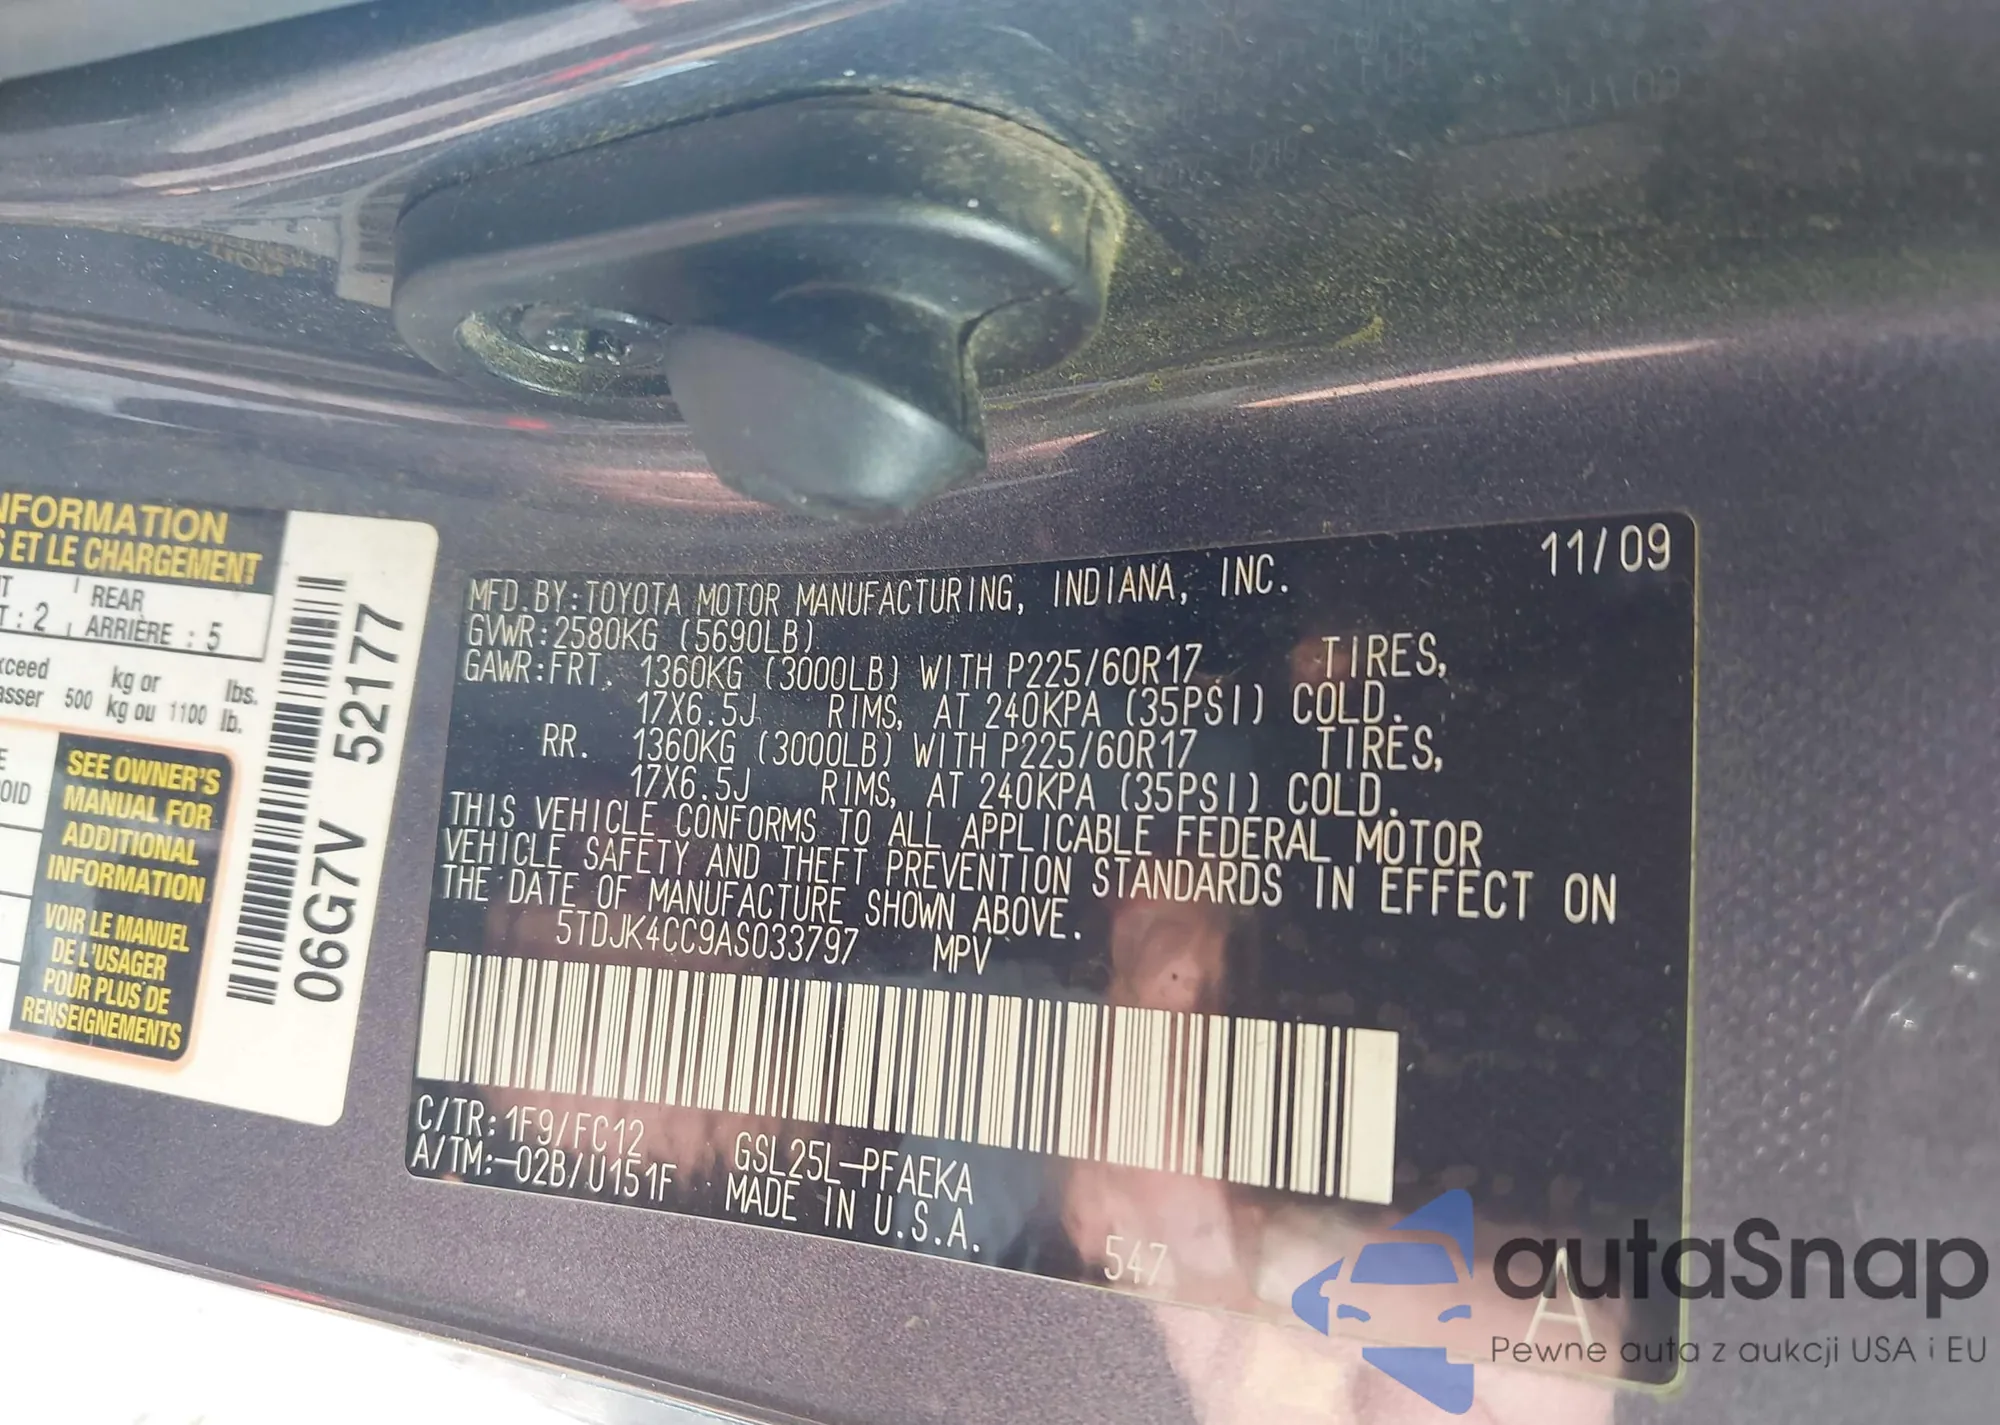 NFORMATION
S ET LE CHARGEMENT
REAR
T : 2 ARRIÈRE : 5
xceed kg or lbs.
asser 500 kg ou 1100 lb.
OID
SEE OWNER'S
MANUAL FOR
ADDITIONAL
INFORMATION
VOIR LE MANUEL
DE L'USAGER
POUR PLUS DE
RENSEIGNEMENTS
06G7V 52177
11/09
MFD.BY:TOYOTA MOTOR MANUFACTURING, INDIANA, INC.
GVWR:2580KG (5690LB)
GAWR:FRT. 1360KG (3000LB) WITH P225/60R17 TIRES,
17X6.5J RIMS, AT 240KPA (35PSI) COLD.
RR. 1360KG (3000LB) WITH P225/60R17 TIRES,
17X6.5J RIMS, AT 240KPA (35PSI) COLD.
THIS VEHICLE CONFORMS TO ALL APPLICABLE FEDERAL MOTOR
VEHICLE SAFETY AND THEFT PREVENTION STANDARDS IN EFFECT ON
THE DATE OF MANUFACTURE SHOWN ABOVE.
5TDJK4CC9AS033797 MPV
C/TR:1F9/FC12 GSL25L-PFAEKA
A/TM:-02B/U151F MADE IN U.S.A.
547
A
autaSnap
Pewne auta z aukcji USA i EU